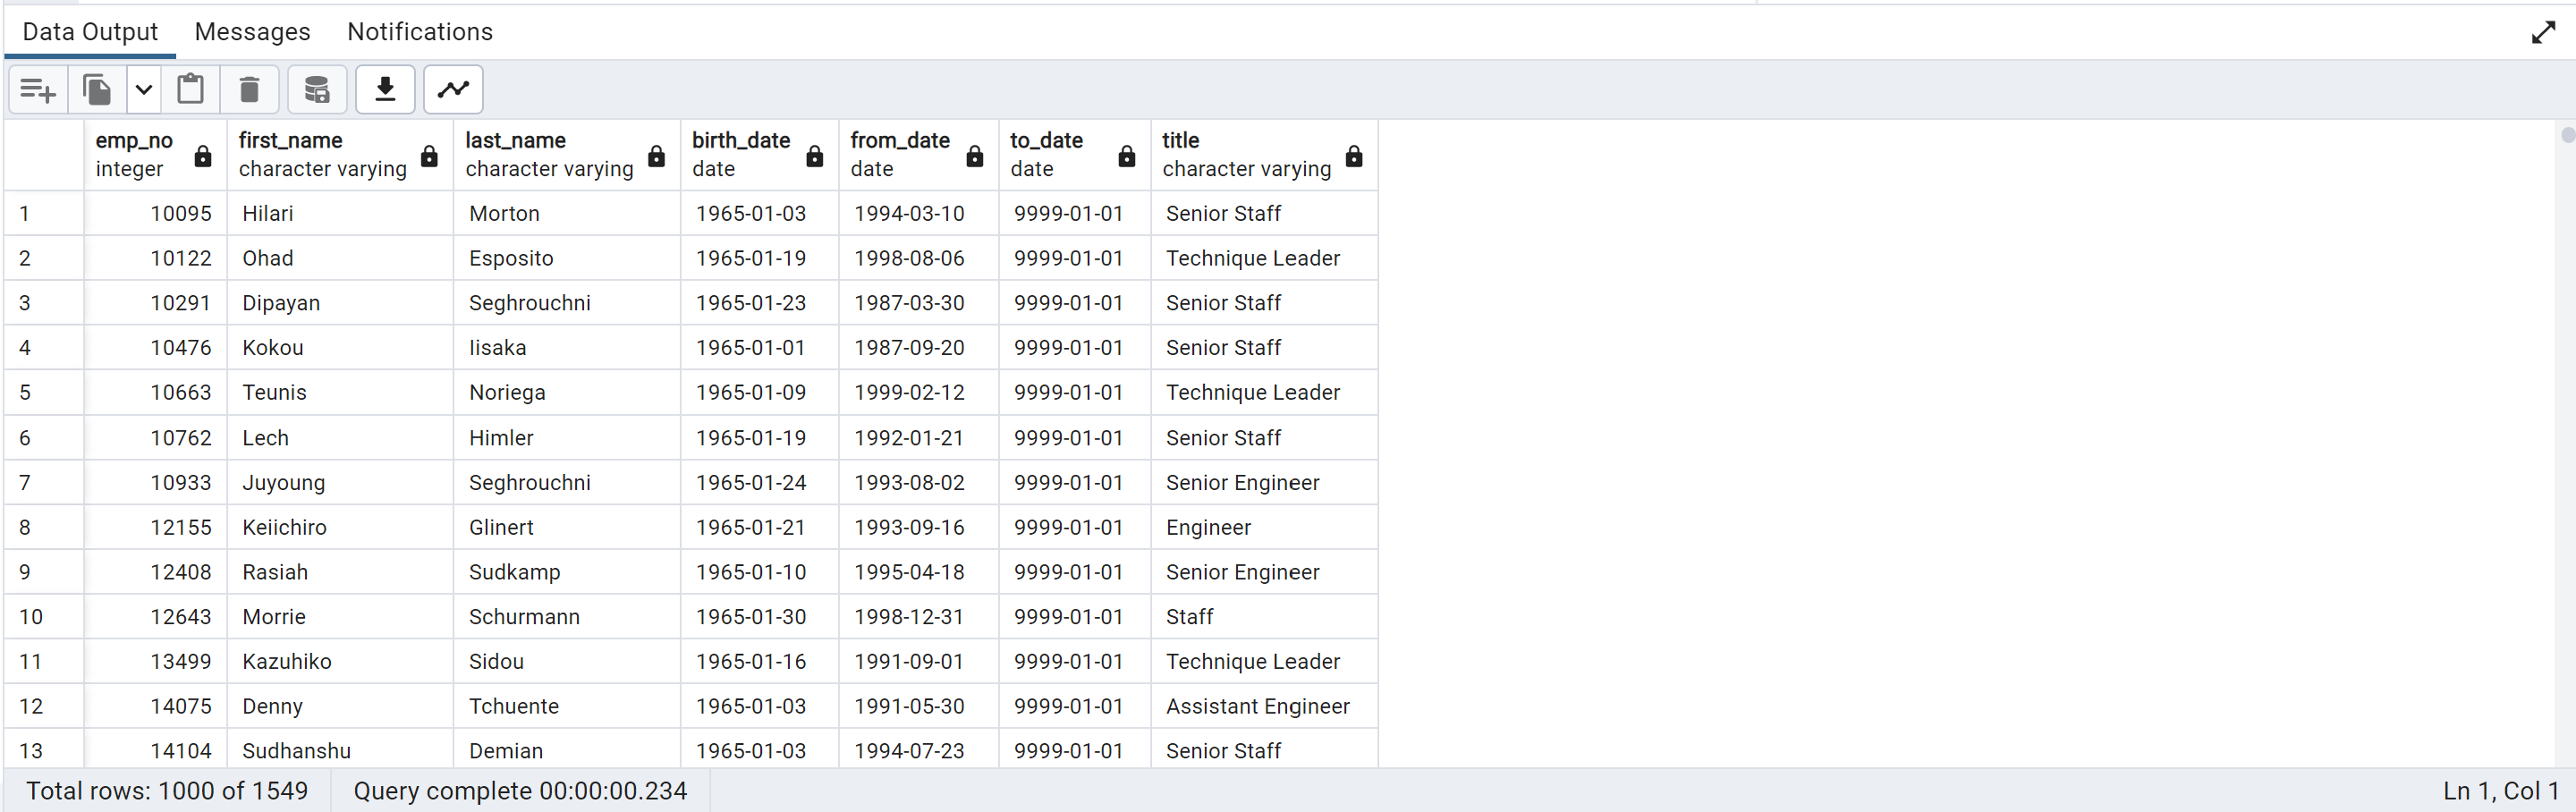 Data Output Messages Notifications
emp_no first_name last_name birth_date from_date to_date title
integer character varying character varying date date date character varying
1 10095 Hilari Morton 1965-01-03 1994-03-10 9999-01-01 Senior Staff
2 10122 Ohad Esposito 1965-01-19 1998-08-06 9999-01-01 Technique Leader
3 10291 Dipayan Seghrouchni 1965-01-23 1987-03-30 9999-01-01 Senior Staff
4 10476 Kokou Iisaka 1965-01-01 1987-09-20 9999-01-01 Senior Staff
5 10663 Teunis Noriega 1965-01-09 1999-02-12 9999-01-01 Technique Leader
6 10762 Lech Himler 1965-01-19 1992-01-21 9999-01-01 Senior Staff
7 10933 Juyoung Seghrouchni 1965-01-24 1993-08-02 9999-01-01 Senior Engineer
8 12155 Keiichiro Glinert 1965-01-21 1993-09-16 9999-01-01 Engineer
9 12408 Rasiah Sudkamp 1965-01-10 1995-04-18 9999-01-01 Senior Engineer
10 12643 Morrie Schurmann 1965-01-30 1998-12-31 9999-01-01 Staff
11 13499 Kazuhiko Sidou 1965-01-16 1991-09-01 9999-01-01 Technique Leader
12 14075 Denny Tchuente 1965-01-03 1991-05-30 9999-01-01 Assistant Engineer
13 14104 Sudhanshu Demian 1965-01-03 1994-07-23 9999-01-01 Senior Staff
Total rows: 1000 of 1549 Query complete 00:00:00.234 Ln 1, Col 1